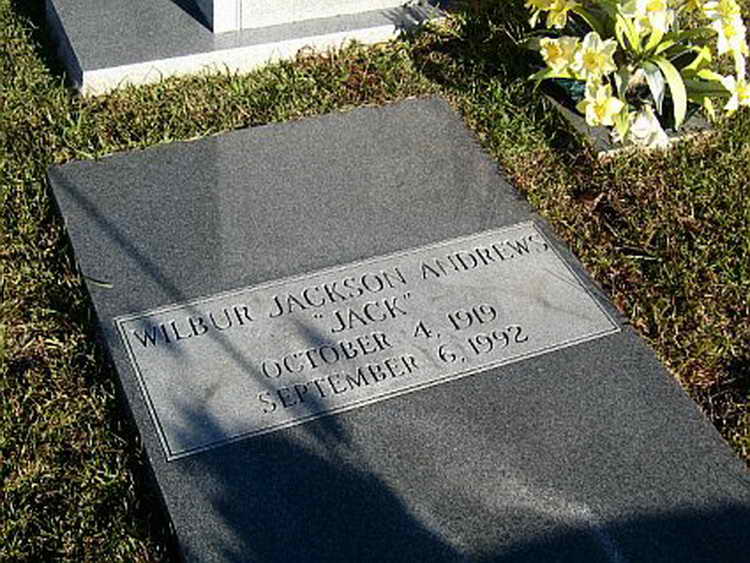 WILBUR JACKSON ANDREWS
"JACK"
OCTOBER 4, 1919
SEPTEMBER 6, 1992